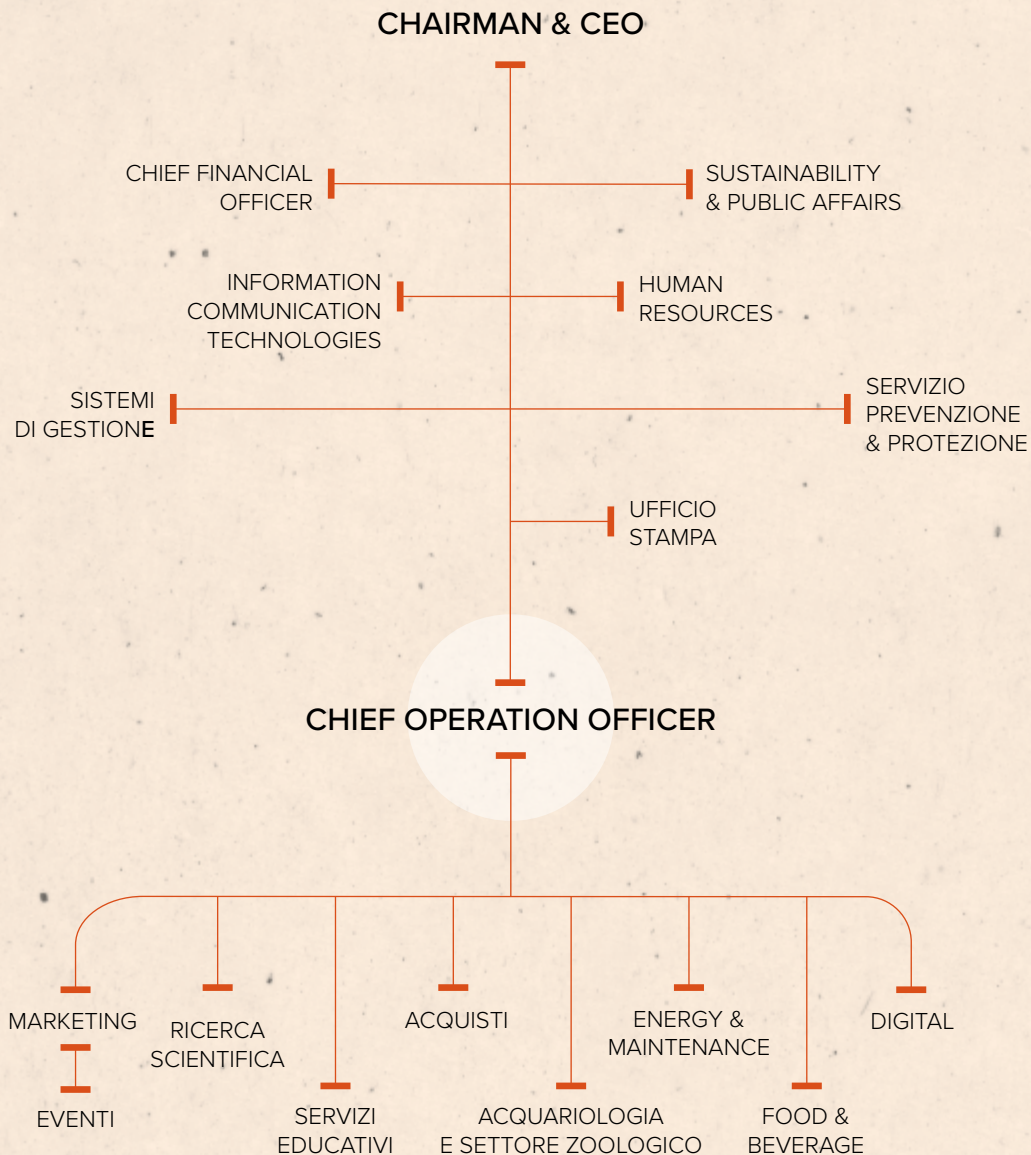 CHAIRMAN & CEO
CHIEF FINANCIAL
OFFICER
SUSTAINABILITY
& PUBLIC AFFAIRS
INFORMATION
COMMUNICATION
TECHNOLOGIES
HUMAN
RESOURCES
SISTEMI
DI GESTIONE
SERVIZIO
PREVENZIONE
& PROTEZIONE
UFFICIO
STAMPA
CHIEF OPERATION OFFICER
MARKETING
EVENTI
RICERCA
SCIENTIFICA
SERVIZI
EDUCATIVI
ACQUISTI
ACQUARIOLOGIA
E SETTORE ZOOLOGICO
ENERGY &
MAINTENANCE
FOOD &
BEVERAGE
DIGITAL